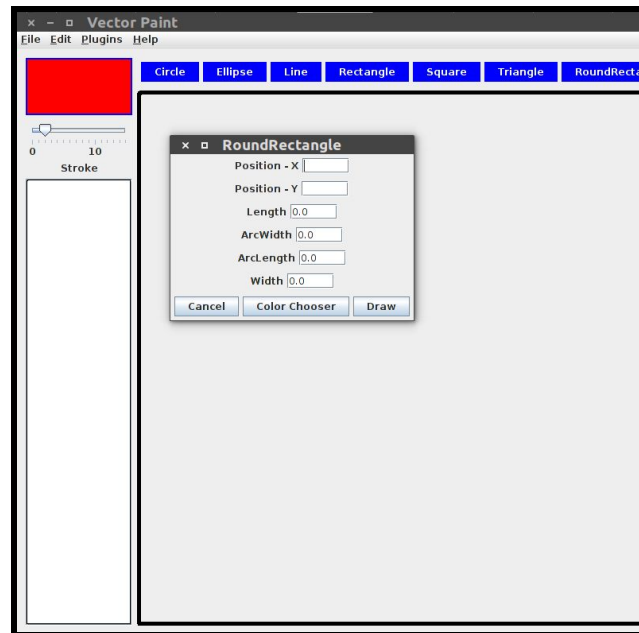 Vector Paint
File Edit Plugins Help
Circle Ellipse Line Rectangle Square Triangle RoundRecta
0 10
Stroke
RoundRectangle
Position - X
Position - Y
Length 0.0
ArcWidth 0.0
ArcLength 0.0
Width 0.0
Cancel Color Chooser Draw